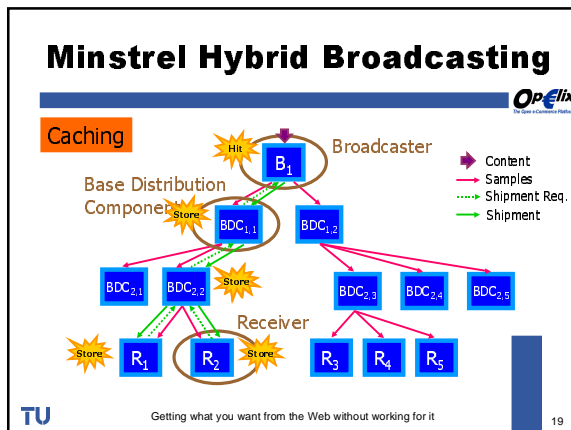 Minstrel Hybrid Broadcasting
Op€lix
The Open e-Commerce Platform
Caching
Hit
B1
Broadcaster
Content
Samples
Shipment Req.
Shipment
Base Distribution
Component
Store
BDC1,1
BDC1,2
BDC2,1
BDC2,2
Store
BDC2,3
BDC2,4
BDC2,5
Receiver
Store
R1
R2
Store
R3
R4
R5
TU
Getting what you want from the Web without working for it
19